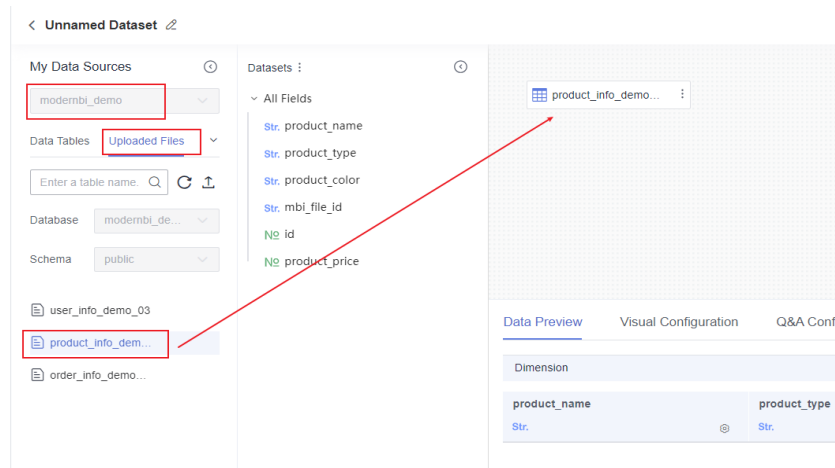 Unnamed Dataset
My Data Sources
modernbi_demo
Data Tables Uploaded Files
Enter a table name.
Database modernbi_de...
Schema public
user_info_demo_03
product_info_dem...
order_info_demo...
Datasets
All Fields
Str. product_name
Str. product_type
Str. product_color
Str. mbi_file_id
No id
No product_price
product_info_demo...
Data Preview Visual Configuration Q&A Conf
Dimension
product_name product_type
Str. Str.